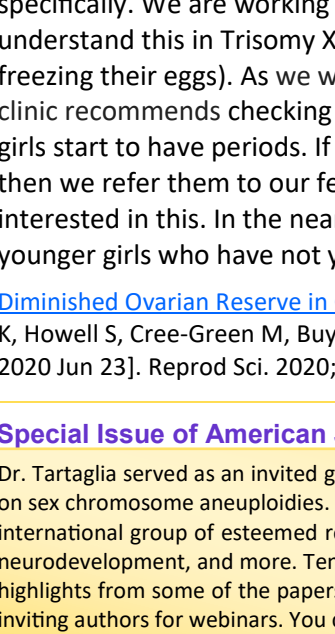 specifically. We are working
understand this in Trisomy X
freezing their eggs). As we w
clinic recommends checking
girls start to have periods. If
then we refer them to our fe
interested in this. In the nea
younger girls who have not y
Diminished Ovarian Reserve in
K, Howell S, Cree-Green M, Buy
2020 Jun 23]. Reprod Sci. 2020;
Special Issue of American
Dr. Tartaglia served as an invited g
on sex chromosome aneuploidies.
international group of esteemed r
neurodevelopment, and more. Ten
highlights from some of the papers
inviting authors for webinars. You